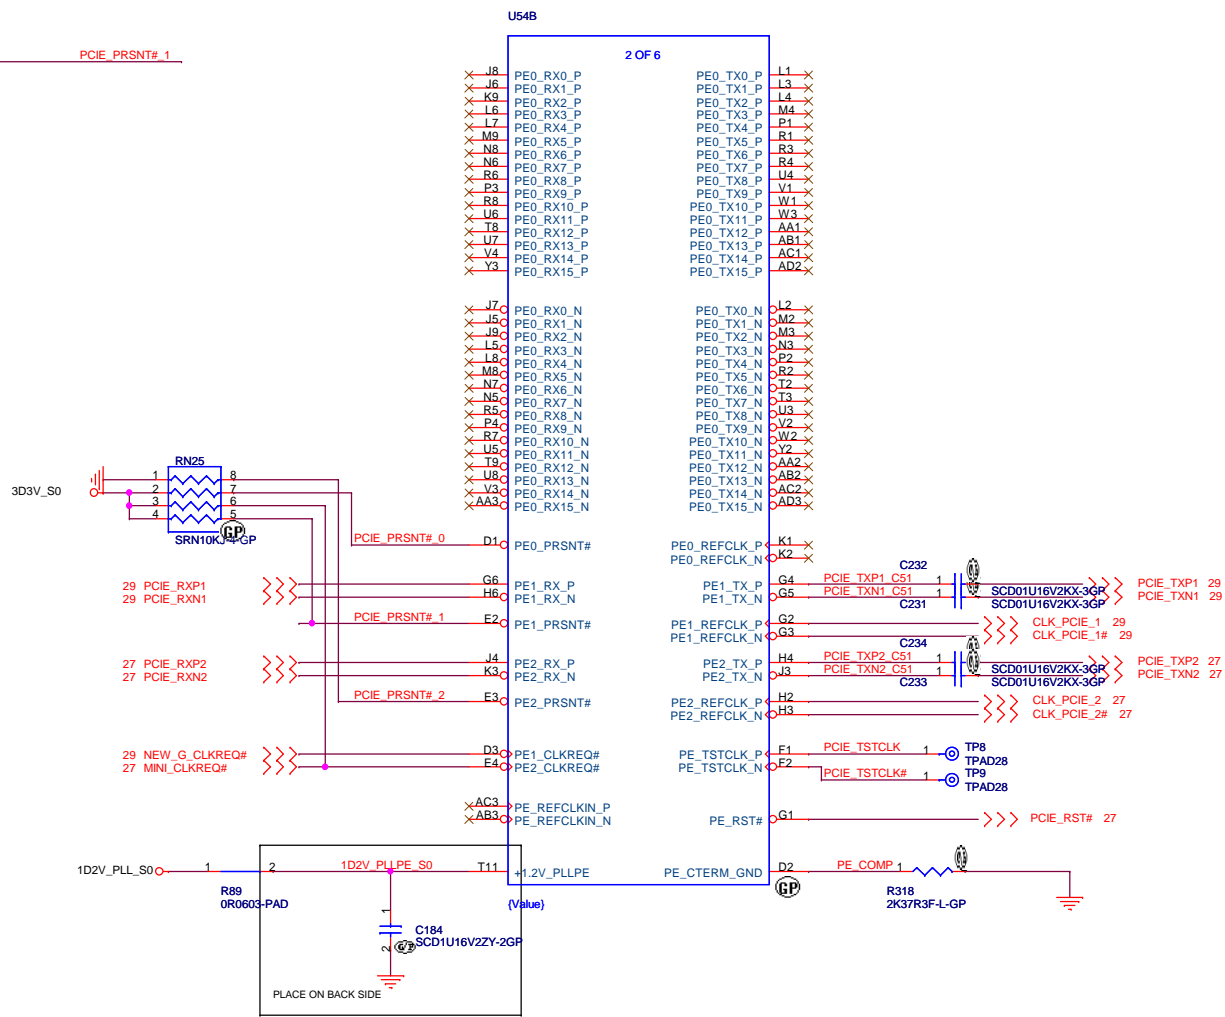 U54B
PCIE_PRSNT#_1
2 OF 6
J8 PE0_RX0_P PE0_TX0_P L1
J6 PE0_RX1_P PE0_TX1_P L3
K9 PE0_RX2_P PE0_TX2_P L4
L6 PE0_RX3_P PE0_TX3_P M4
L7 PE0_RX4_P PE0_TX4_P P1
M9 PE0_RX5_P PE0_TX5_P R1
N8 PE0_RX6_P PE0_TX6_P R3
N6 PE0_RX7_P PE0_TX7_P R4
R6 PE0_RX8_P PE0_TX8_P U4
P3 PE0_RX9_P PE0_TX9_P V1
R8 PE0_RX10_P PE0_TX10_P W1
U6 PE0_RX11_P PE0_TX11_P W3
T8 PE0_RX12_P PE0_TX12_P AA1
U7 PE0_RX13_P PE0_TX13_P AB1
V4 PE0_RX14_P PE0_TX14_P AC1
Y3 PE0_RX15_P PE0_TX15_P AD2
J7 PE0_RX0_N PE0_TX0_N L2
J5 PE0_RX1_N PE0_TX1_N M2
J9 PE0_RX2_N PE0_TX2_N M3
L5 PE0_RX3_N PE0_TX3_N N3
L8 PE0_RX4_N PE0_TX4_N P2
M8 PE0_RX5_N PE0_TX5_N R2
N7 PE0_RX6_N PE0_TX6_N T2
N5 PE0_RX7_N PE0_TX7_N T3
R5 PE0_RX8_N PE0_TX8_N U3
P4 PE0_RX9_N PE0_TX9_N V2
R7 PE0_RX10_N PE0_TX10_N W2
U5 PE0_RX11_N PE0_TX11_N Y2
T9 PE0_RX12_N PE0_TX12_N AA2
U8 PE0_RX13_N PE0_TX13_N AB2
V3 PE0_RX14_N PE0_TX14_N AC2
AA3 PE0_RX15_N PE0_TX15_N AD3
RN25
1 8
3D3V_S0 2 7
3 6
4 5
GP
SRN10KJ-4-GP
PCIE_PRSNT#_0 D1 PE0_PRSNT# PE0_REFCLK_P K1
PE0_REFCLK_N K2
C232
29 PCIE_RXP1 G6 PE1_RX_P PE1_TX_P G4 PCIE_TXP1_C51 1 SCD01U16V2KX-3GP PCIE_TXP1 29
29 PCIE_RXN1 H6 PE1_RX_N PE1_TX_N G5 PCIE_TXN1_C51 1 SCD01U16V2KX-3GP PCIE_TXN1 29
C231
PCIE_PRSNT#_1 E2 PE1_PRSNT# PE1_REFCLK_P G2 CLK_PCIE_1 29
PE1_REFCLK_N G3 CLK_PCIE_1# 29
C234
27 PCIE_RXP2 J4 PE2_RX_P PE2_TX_P H4 PCIE_TXP2_C51 1 SCD01U16V2KX-3GP PCIE_TXP2 27
27 PCIE_RXN2 K3 PE2_RX_N PE2_TX_N J3 PCIE_TXN2_C51 1 SCD01U16V2KX-3GP PCIE_TXN2 27
C233
PCIE_PRSNT#_2 E3 PE2_PRSNT# PE2_REFCLK_P H2 CLK_PCIE_2 27
PE2_REFCLK_N H3 CLK_PCIE_2# 27
29 NEW_G_CLKREQ# D3 PE1_CLKREQ# PE_TSTCLK_P F1 PCIE_TSTCLK 1 TP8
TPAD28
27 MINI_CLKREQ# E4 PE2_CLKREQ# PE_TSTCLK_N F2 PCIE_TSTCLK# 1 TP9
TPAD28
AC3 PE_REFCLKIN_P
AB3 PE_REFCLKIN_N PE_RST# G1 PCIE_RST# 27
1D2V_PLL_S0 1 2 1D2V_PLLPE_S0 T11 +1.2V_PLLPE PE_CTERM_GND D2 PE_COMP 1
R89
0R0603-PAD
GP
R318
2K37R3F-L-GP
{Value}
1
C184
SCD1U16V2ZY-2GP
2
PLACE ON BACK SIDE